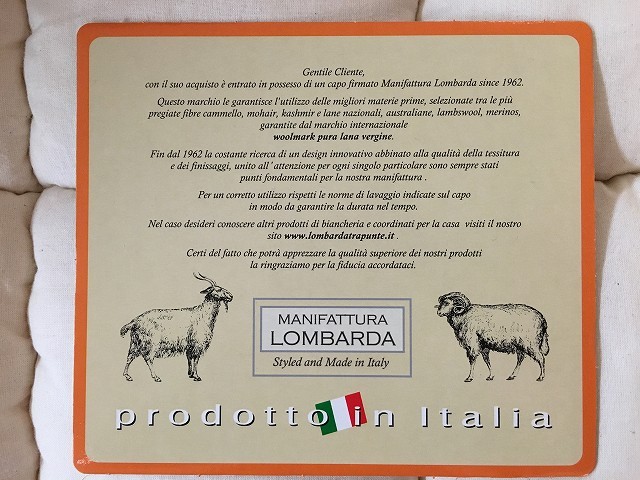 Gentile Cliente,
con il suo acquisto è entrato in possesso di un capo firmato Manifattura Lombarda since 1962.
Questo marchio le garantisce l'utilizzo delle migliori materie prime, selezionate tra le più
pregiate fibre cammello, mohair, kashmir e lane nazionali, australiane, lambswool, merinos,
garantite dal marchio internazionale
woolmark pura lana vergine.
Fin dal 1962 la costante ricerca di un design innovativo abbinato alla qualità della tessitura
e dei finissaggi, unito all'attenzione per ogni singolo particolare sono sempre stati
punti fondamentali per la nostra manifattura .
Per un corretto utilizzo rispetti le norme di lavaggio indicate sul capo
in modo da garantire la durata nel tempo.
Nel caso desideri conoscere altri prodotti di biancheria e coordinati per la casa visiti il nostro
sito www.lombardatrapunte.it .
Certi del fatto che potrà apprezzare la qualità superiore dei nostri prodotti
la ringraziamo per la fiducia accordataci.
MANIFATTURA
LOMBARDA
Styled and Made in Italy
prodotto in Italia